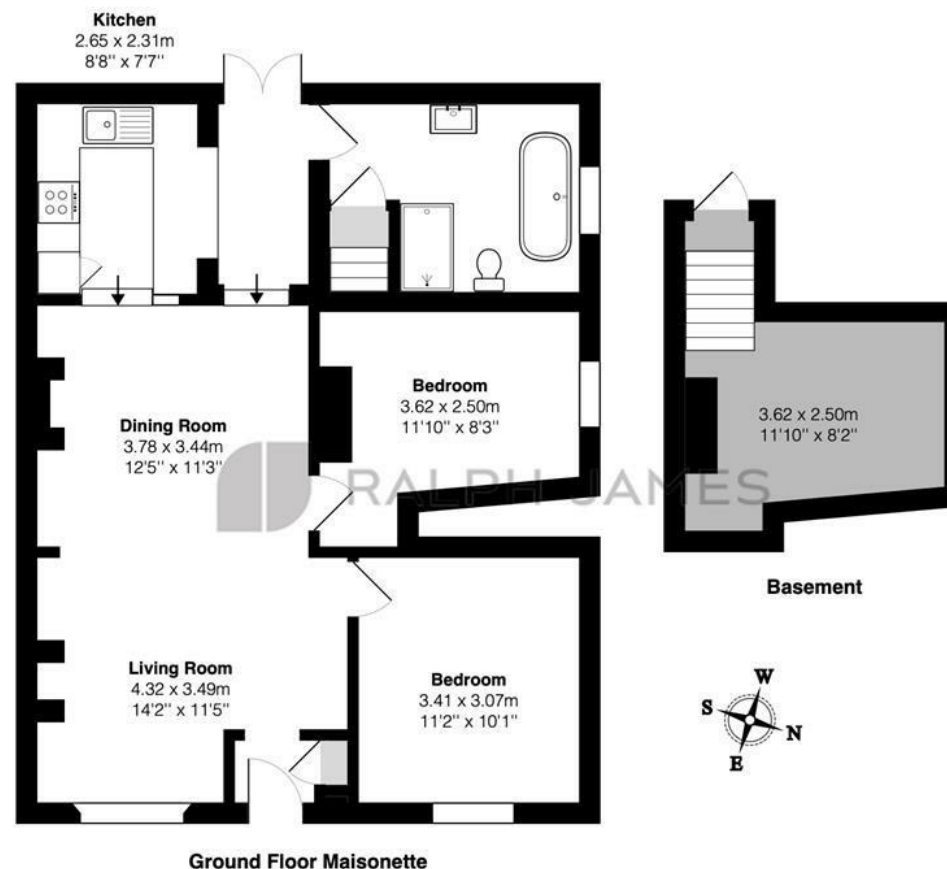 Kitchen
2.65 x 2.31m
8'8" x 7'7"
Bedroom
3.62 x 2.50m
11'10" x 8'3"
Dining Room
3.78 x 3.44m
12'5" x 11'3"
3.62 x 2.50m
11'10" x 8'2"
RALPH JAMES
Basement
Living Room
4.32 x 3.49m
14'2" x 11'5"
Bedroom
3.41 x 3.07m
11'2" x 10'1"
W
S
N
E
Ground Floor Maisonette